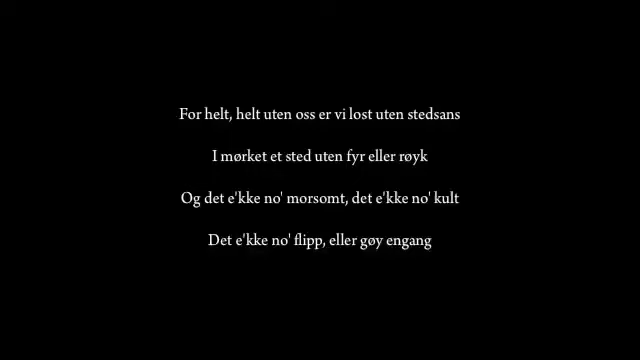 For helt, helt uten oss er vi lost uten stedsans
I mørket et sted uten fyr eller røyk
Og det e'kke no' morsomt, det e'kke no' kult
Det e'kke no' flipp, eller gøy engang